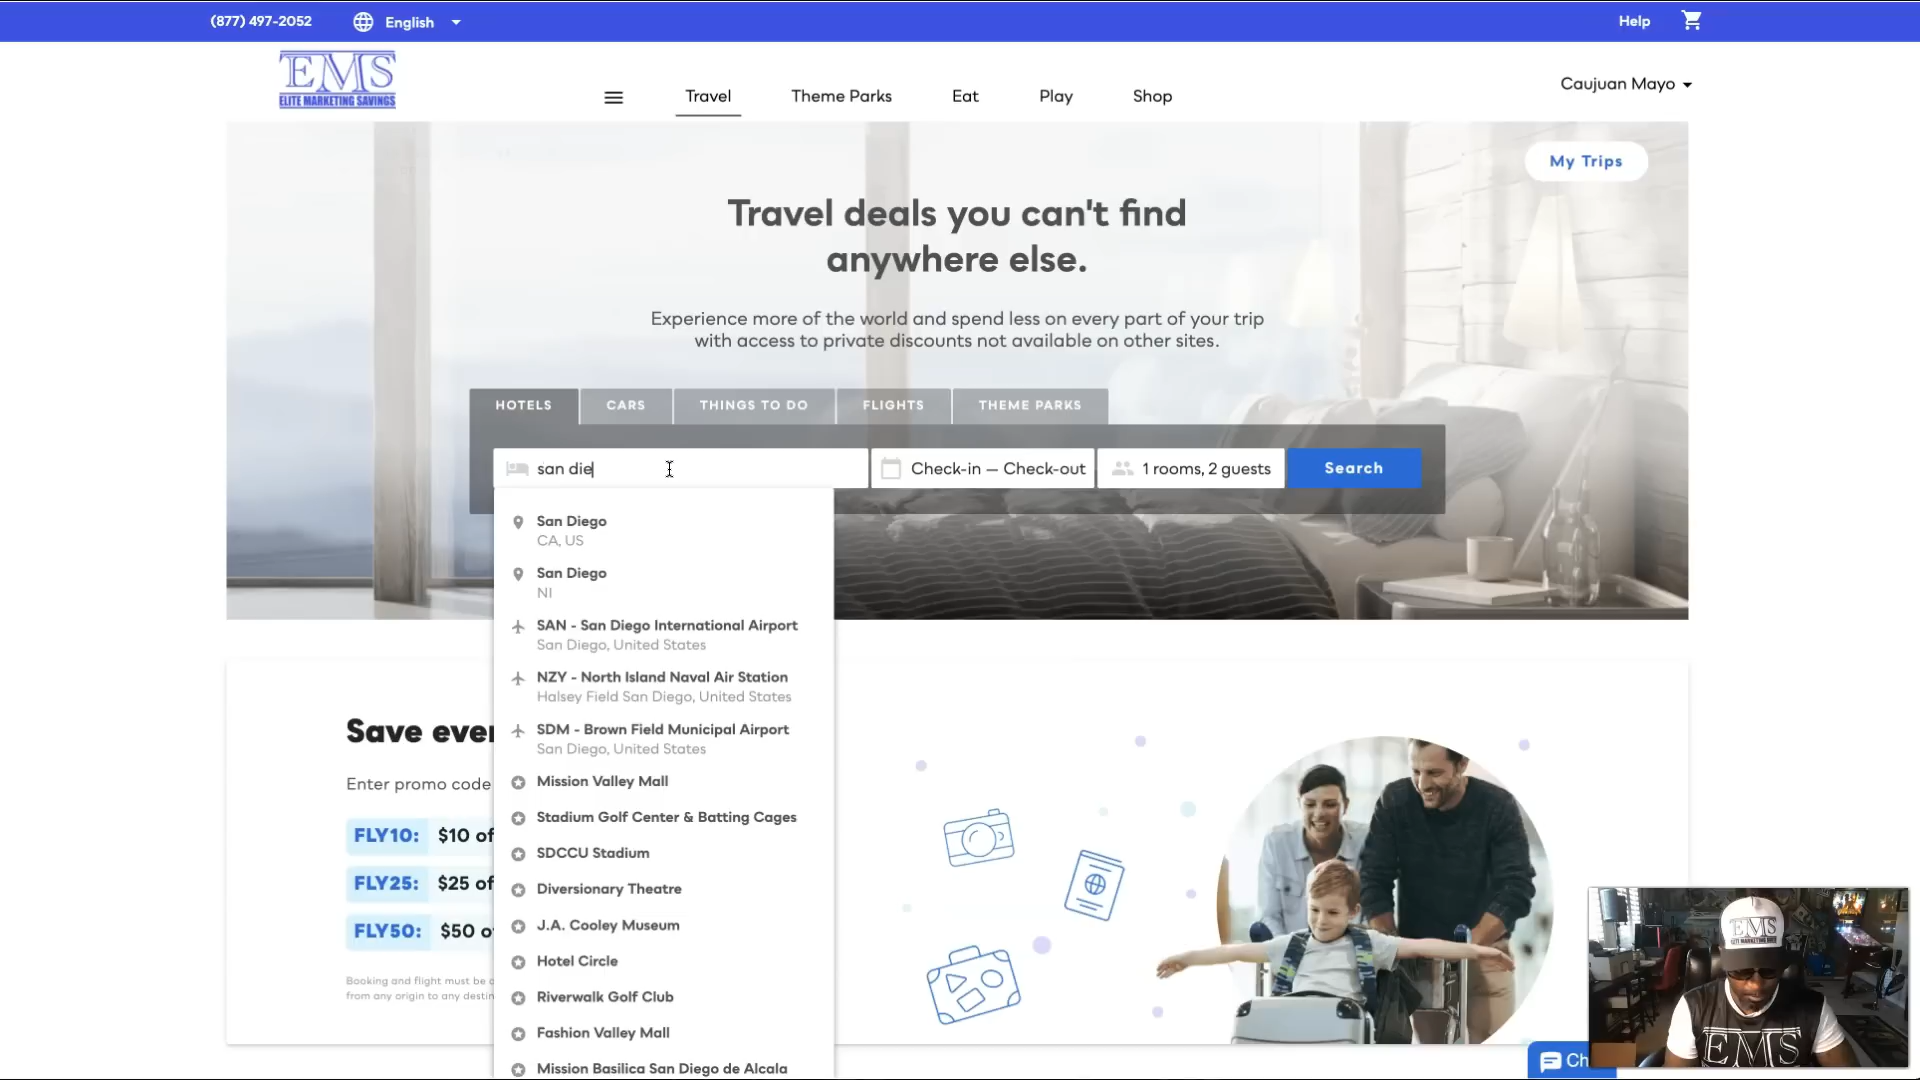 (877) 497-2052
English
Help
EMS
ELITE MARKETING SAVINGS
Travel
Theme Parks
Eat
Play
Shop
Caujuan Mayo
My Trips
Travel deals you can't find
anywhere else.
Experience more of the world and spend less on every part of your trip
with access to private discounts not available on other sites.
HOTELS
CARS
THINGS TO DO
FLIGHTS
THEME PARKS
san die
Check-in — Check-out
1 rooms, 2 guests
Search
San Diego
CA, US
San Diego
NI
SAN - San Diego International Airport
San Diego, United States
NZY - North Island Naval Air Station
Halsey Field San Diego, United States
SDM - Brown Field Municipal Airport
San Diego, United States
Mission Valley Mall
Stadium Golf Center & Batting Cages
SDCCU Stadium
Diversionary Theatre
J.A. Cooley Museum
Hotel Circle
Riverwalk Golf Club
Fashion Valley Mall
Mission Basilica San Diego de Alcala
Save ever
Enter promo code
FLY10: $10 of
FLY25: $25 of
FLY50: $50 o
Booking and flight must be
from any origin to any destin
Ch
EMS
EMS